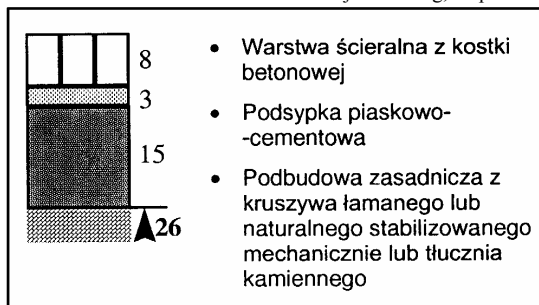 8
3
15
26
• Warstwa ścieralna z kostki
betonowej
• Podsypka piaskowo-
-cementowa
• Podbudowa zasadnicza z
kruszywa łamanego lub
naturalnego stabilizowanego
mechanicznie lub tłucznia
kamiennego